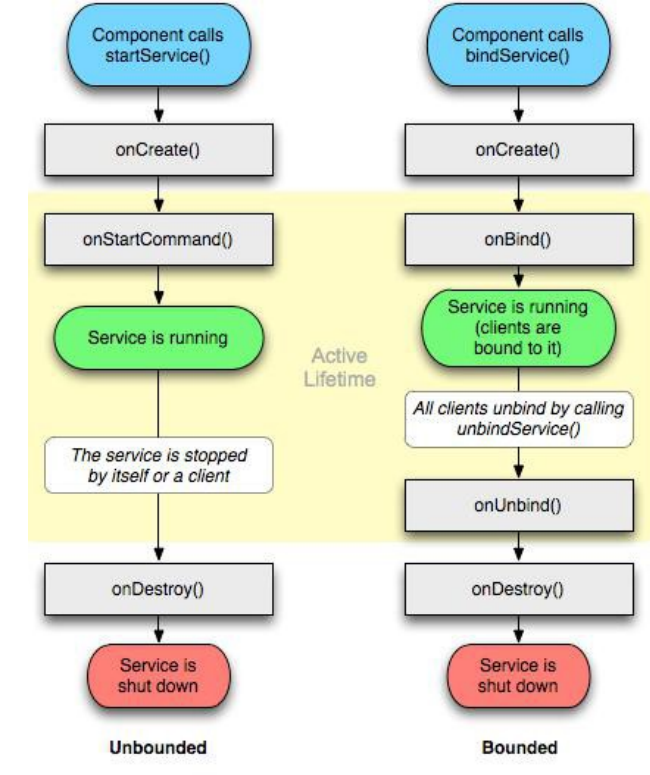 Component calls
startService()
onCreate()
onStartCommand()
Service is running
The service is stopped
by itself or a client
onDestroy()
Service is
shut down
Unbounded
Active
Lifetime
Component calls
bindService()
onCreate()
onBind()
Service is running
(clients are
bound to it)
All clients unbind by calling
unbindService()
onUnbind()
onDestroy()
Service is
shut down
Bounded